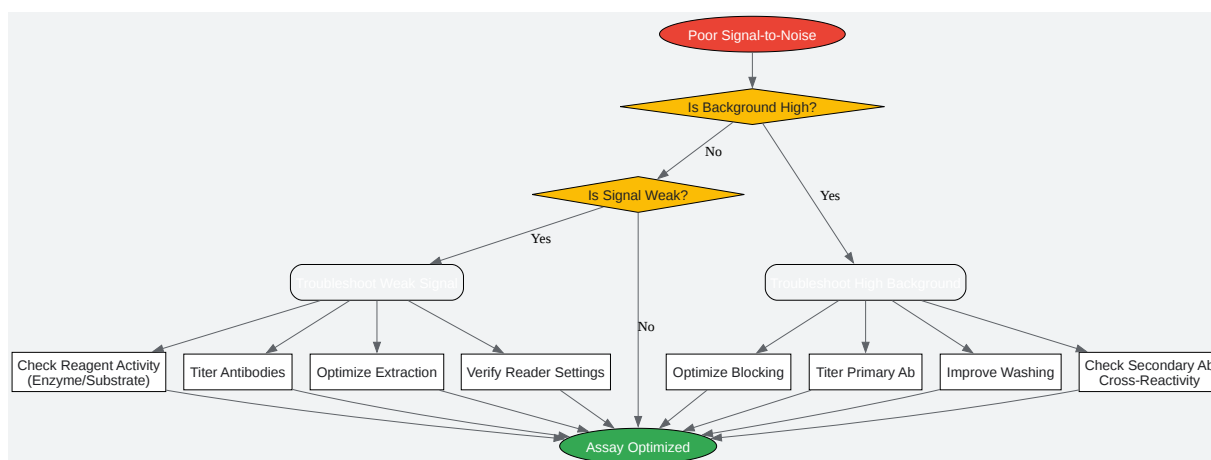 Poor Signal-to-Noise
Is Background High?
No
Is Signal Weak?
Yes
Yes
Troubleshoot Weak Signal
Troubleshoot High Background
No
Check Reagent Activity
(Enzyme/Substrate)
Titer Antibodies
Optimize Extraction
Verify Reader Settings
Optimize Blocking
Titer Primary Ab
Improve Washing
Check Secondary Ab
Cross-Reactivity
Assay Optimized